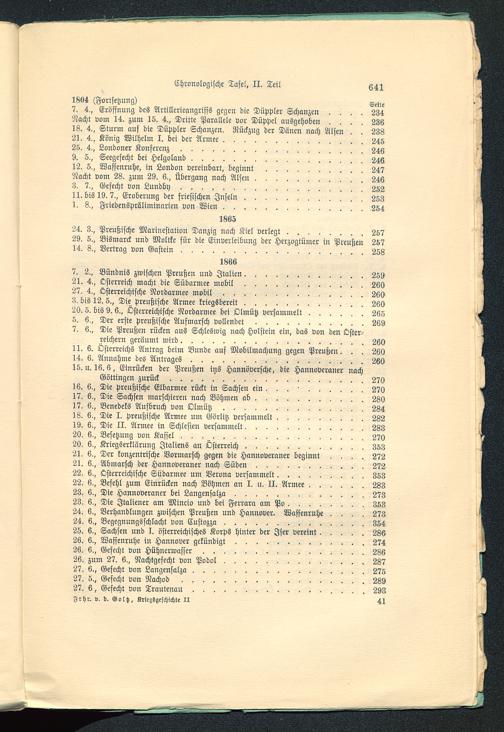 Chronologische Tafel, II. Teil 641
1864 (Fortsetzung) Seite
7. 4., Eröffnung des Artillerieangriffs gegen die Düppler Schanzen . . . . 234
Nacht vom 14. zum 15. 4., Dritte Parallele vor Düppel ausgehoben . . . . 236
18. 4., Sturm auf die Düppler Schanzen. Rückzug der Dänen nach Alsen . . 238
21. 4., König Wilhelm I. bei der Armee . . . . 245
25. 4., Londoner Konferenz . . . . 246
9. 5., Seegefecht bei Helgoland . . . . 246
12. 5., Waffenruhe, in London vereinbart, beginnt . . . . 247
Nacht vom 28. zum 29. 6., Übergang nach Alsen . . . . 246
3. 7., Gefecht von Lundby . . . . 252
11. bis 19. 7., Eroberung der friesischen Inseln . . . . 253
1. 8., Friedenspräliminarien von Wien . . . . 254
1865
24. 3., Preußische Marinestation Danzig nach Kiel verlegt . . . . 257
29. 5., Bismarck und Moltke für die Einverleibung der Herzogtümer in Preußen 257
14. 8., Vertrag von Gastein . . . . 258
1866
7. 2., Bündnis zwischen Preußen und Italien . . . . 259
21. 4., Österreich macht die Südarmee mobil . . . . 260
27. 4., Österreichische Nordarmee mobil . . . . 260
3. bis 12. 5., Die preußische Armee kriegsbereit . . . . 260
20. 5. bis 9. 6., Österreichische Nordarmee bei Olmütz versammelt . . . . 265
5. 6., Der erste preußische Aufmarsch vollendet . . . . 269
7. 6., Die Preußen rücken aus Schleswig nach Holstein ein, das von den Öster-
reichern geräumt wird . . . . 260
11. 6. Österreichs Antrag beim Bunde auf Mobilmachung gegen Preußen . . . 260
14. 6. Annahme des Antrages . . . . 260
15. u. 16. 6., Einrücken der Preußen ins Hannöversche, die Hannoveraner nach
Göttingen zurück . . . . 270
16. 6., Die preußische Elbarmee rückt in Sachsen ein . . . . 270
17. 6., Die Sachsen marschieren nach Böhmen ab . . . . 280
17. 6., Benedeks Aufbruch von Olmütz . . . . 284
18. 6., Die I. preußische Armee um Görlitz versammelt . . . . 282
19. 6., Die II. Armee in Schlesien versammelt . . . . 283
20. 6., Besetzung von Kassel . . . . 270
20. 6., Kriegserklärung Italiens an Österreich . . . . 353
21. 6., Der konzentrische Vormarsch gegen die Hannoveraner beginnt . . . . 272
21. 6., Abmarsch der Hannoveraner nach Süden . . . . 272
22. 6., Österreichische Südarmee um Verona versammelt . . . . 353
22. 6., Befehl zum Einrücken nach Böhmen an I. u. II. Armee . . . . 283
23. 6., Die Hannoveraner bei Langensalza . . . . 273
23. 6., Die Italiener am Mincio und bei Ferrara am Po . . . . 353
24. 6., Verhandlungen zwischen Preußen und Hannover. Waffenruhe . . . . 273
24. 6., Begegnungsschlacht von Custozza . . . . 354
25. 6., Sachsen und I. österreichisches Korps hinter der Iser vereint . . . . 286
26. 6., Waffenruhe in Hannover gekündigt . . . . 274
26. 6., Gefecht von Hühnerwasser . . . . 286
26. zum 27. 6., Nachtgefecht von Podol . . . . 287
27. 6., Gefecht von Langensalza . . . . 275
27. 5., Gefecht von Nachod . . . . 289
27. 6, Gefecht von Trautenau . . . . 293
Frhr. v. d. Goltz, Kriegsgeschichte II 41